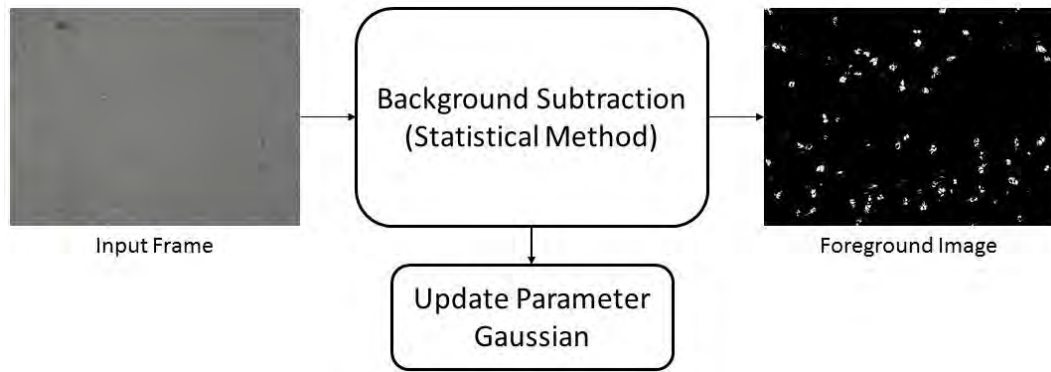 Background Subtraction
(Statistical Method)
Input Frame
Foreground Image
Update Parameter
Gaussian